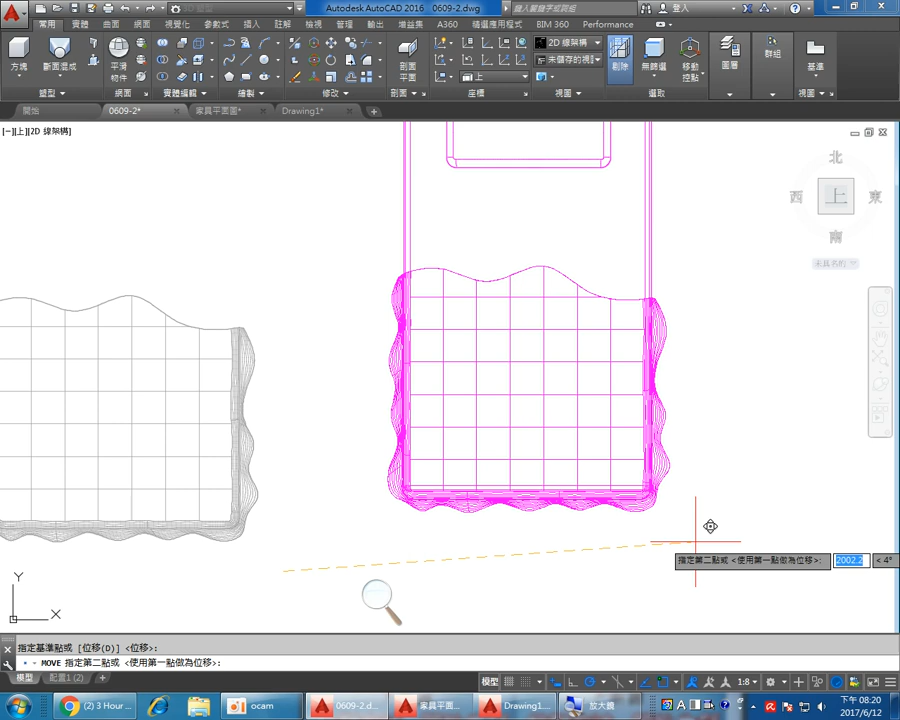 Autodesk AutoCAD 2016   0609-2.dwg
鍵入關鍵字或片語
登入
常用
實體
曲面
網面
視覺化
參數式
插入
註解
檢視
管理
輸出
增益集
A360
精選應用程式
BIM 360
Performance
方塊
斷面混成
平滑物件
剖面平面
2D 線架構
未儲存的視
上
剔除
無篩選
移動控點
圖層
群組
基準
塑型
實體編輯
繪製
修改
剖面
座標
視圖
選取
視圖
開始
0609-2*
家具平面圖*
Drawing1*
[−][上][2D 線架構]
北
西
上
東
南
未具名的
指定第二點或 <使用第一點做為位移>:
2002.2
< 4°
Y
X
指定基準點或 [位移(D)] <位移>:
MOVE 指定第二點或 <使用第一點做為位移>:
模型
配置1 (2)
模型
1:8
(2) 3 Hour ...
ocam
0609-2.d...
家具平面...
Drawing1....
放大鏡
下午 08:20
2017/6/12